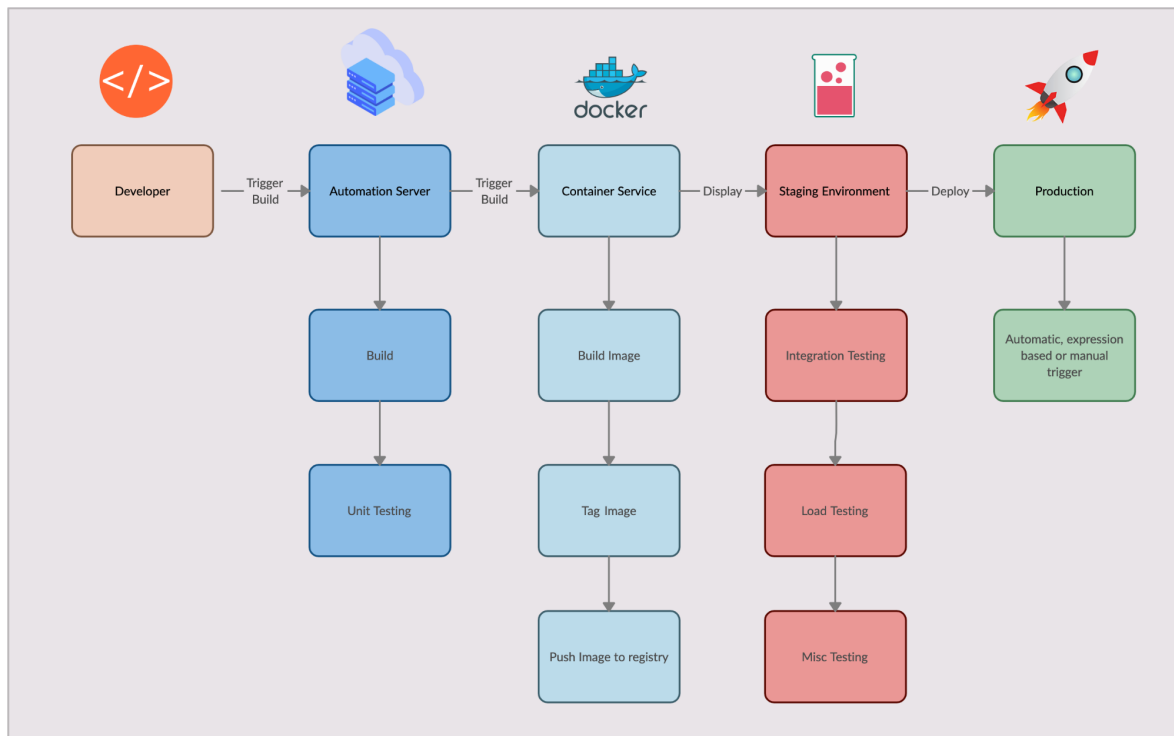 </>
docker
Developer
Trigger
Build
Automation Server
Trigger
Build
Container Service
Display
Staging Environment
Deploy
Production
Build
Build Image
Integration Testing
Automatic, expression
based or manual
trigger
Unit Testing
Tag Image
Load Testing
Push Image to registry
Misc Testing